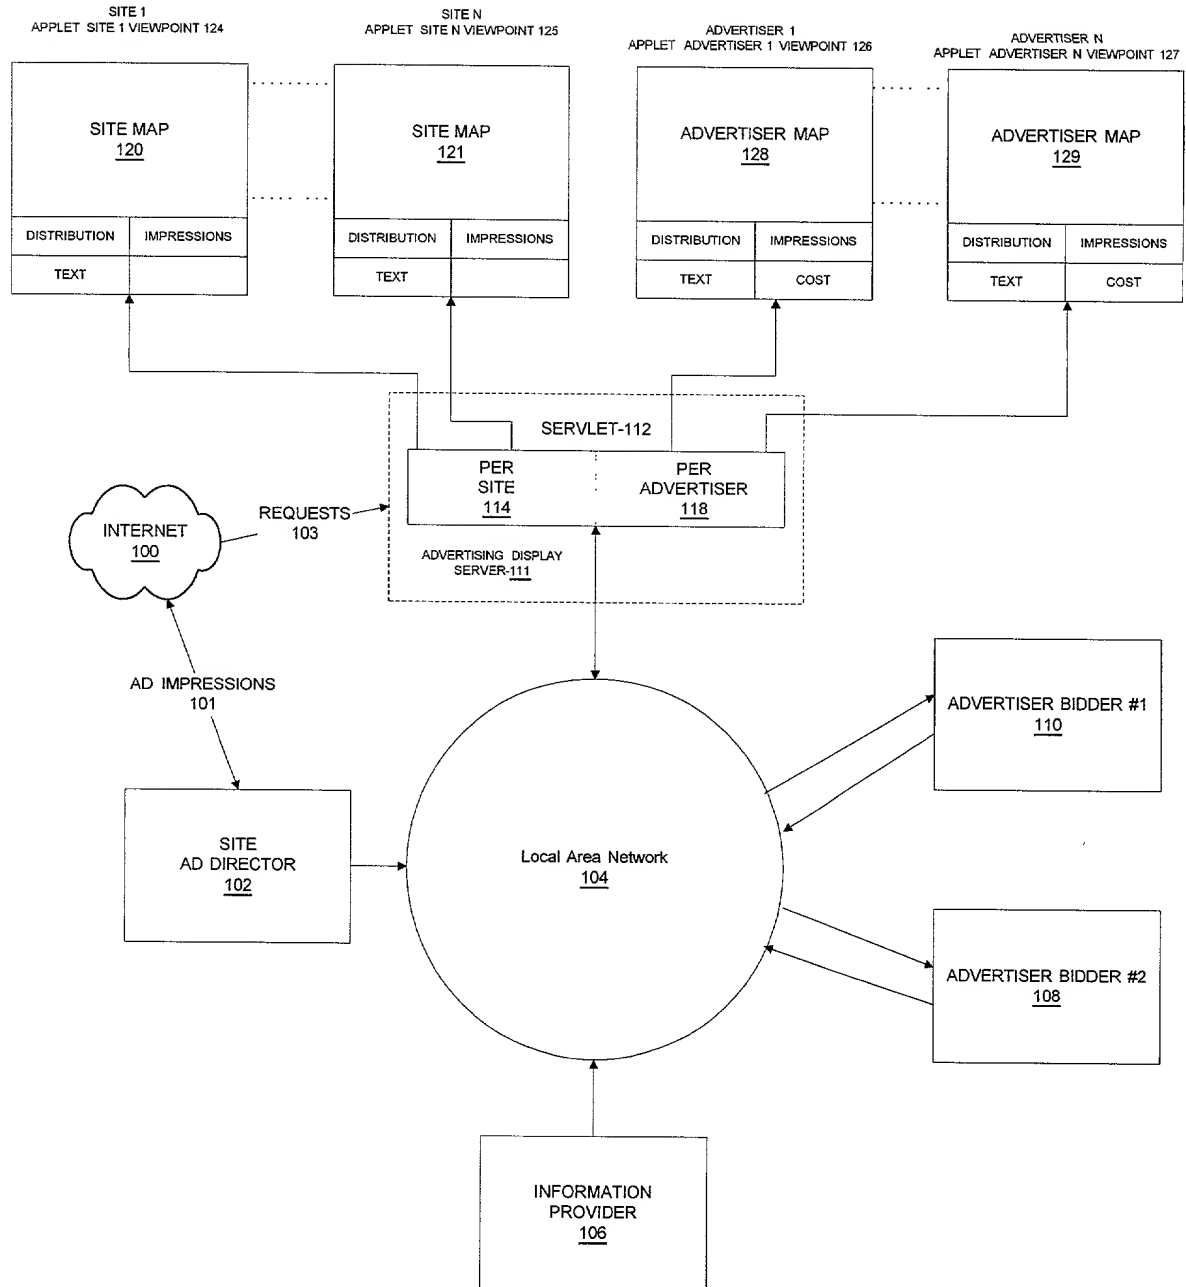 SITE 1
APPLET SITE 1 VIEWPOINT 124
SITE N
APPLET SITE N VIEWPOINT 125
ADVERTISER 1
APPLET ADVERTISER 1 VIEWPOINT 126
ADVERTISER N
APPLET ADVERTISER N VIEWPOINT 127
SITE MAP
120
DISTRIBUTION
IMPRESSIONS
TEXT
SITE MAP
121
DISTRIBUTION
IMPRESSIONS
TEXT
ADVERTISER MAP
128
DISTRIBUTION
IMPRESSIONS
TEXT
COST
ADVERTISER MAP
129
DISTRIBUTION
IMPRESSIONS
TEXT
COST
SERVLET-112
PER
SITE
114
PER
ADVERTISER
118
ADVERTISING DISPLAY
SERVER-111
INTERNET
100
REQUESTS
103
AD IMPRESSIONS
101
SITE
AD DIRECTOR
102
Local Area Network
104
ADVERTISER BIDDER #1
110
ADVERTISER BIDDER #2
108
INFORMATION
PROVIDER
106